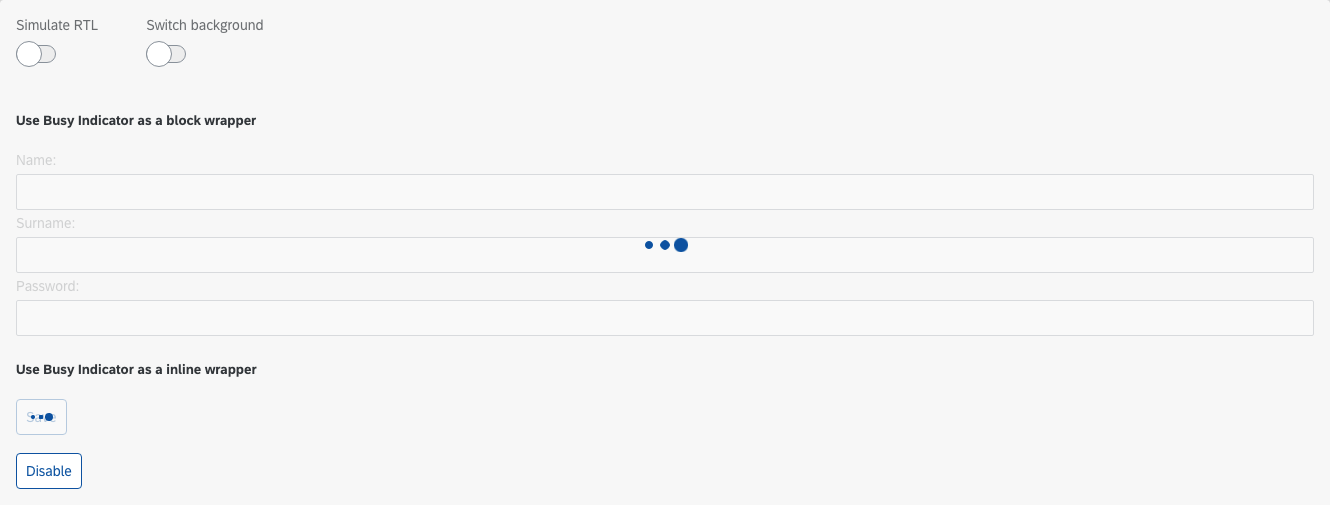 Simulate RTL Switch background
Use Busy Indicator as a block wrapper
Name:
Surname:
Password:
Use Busy Indicator as a inline wrapper
Save
Disable